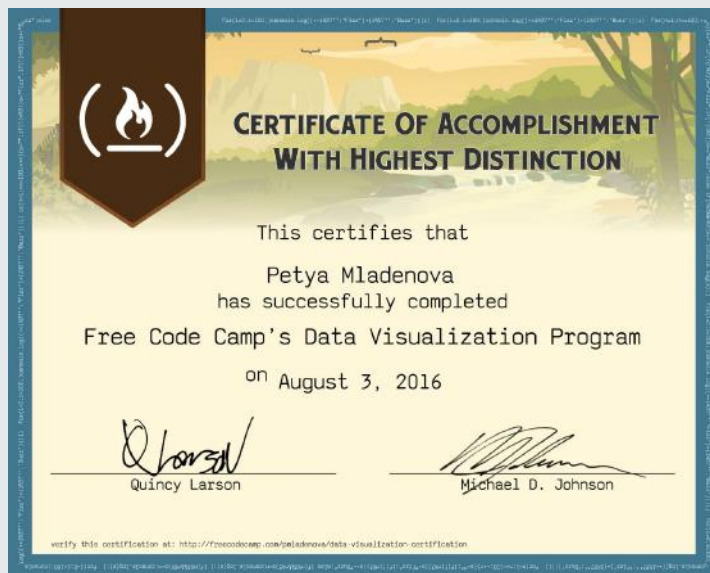 CERTIFICATE OF ACCOMPLISHMENT
WITH HIGHEST DISTINCTION
This certifies that
Petya Mladenova
has successfully completed
Free Code Camp's Data Visualization Program
on August 3, 2016
Quincy Larson
Michael D. Johnson
verify this certification at: http://freecodecamp.com/pmladenova/data-visualization-certification